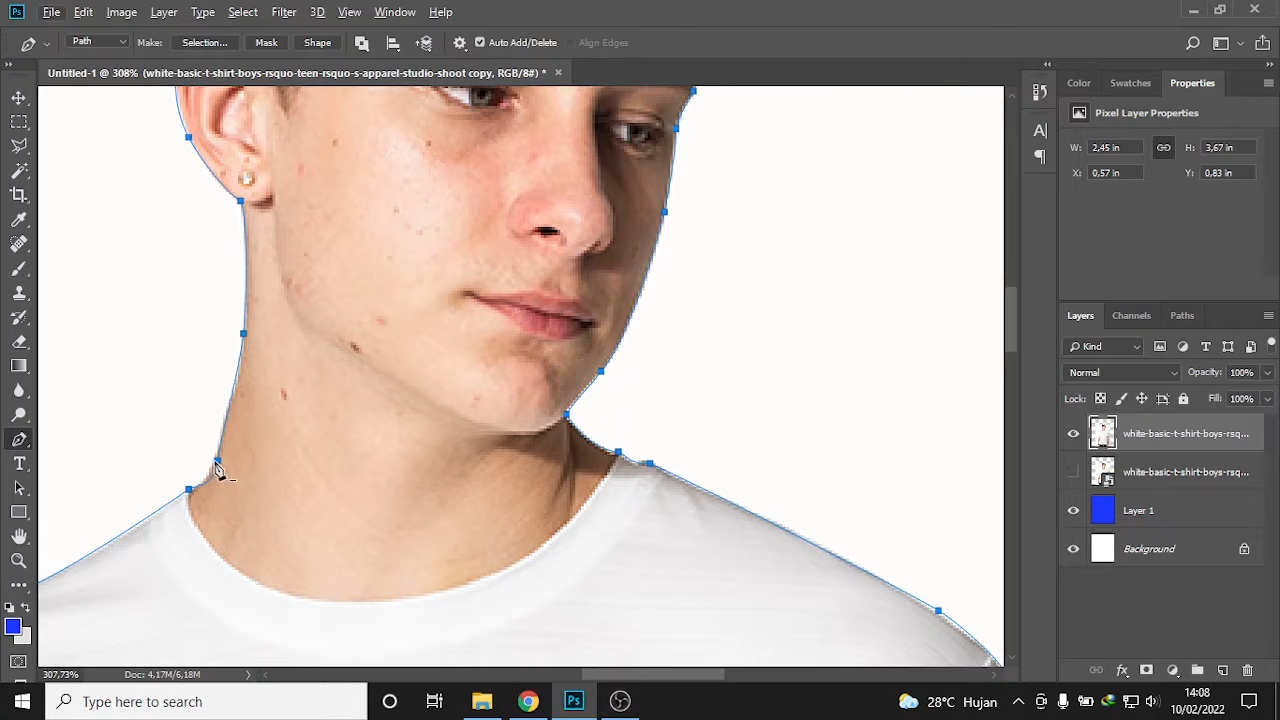 Ps File Edit Image Layer Type Select Filter 3D View Window Help
Path Make: Selection... Mask Shape Auto Add/Delete Align Edges
Untitled-1 @ 308% (white-basic-t-shirt-boys-rsquo-teen-rsquo-s-apparel-studio-shoot copy, RGB/8#) * ×
Color Swatches Properties
Pixel Layer Properties
W: 2,45 in H: 3,67 in
X: 0,57 in Y: 0,83 in
Layers Channels Paths
Kind
Normal Opacity: 100%
Lock: Fill: 100%
white-basic-t-shirt-boys-rsq...
white-basic-t-shirt-boys-rsq...
Layer 1
Background
307,73% Doc: 4,17M/6,18M
Type here to search
Ps
28°C Hujan
14:08
10/02/2022